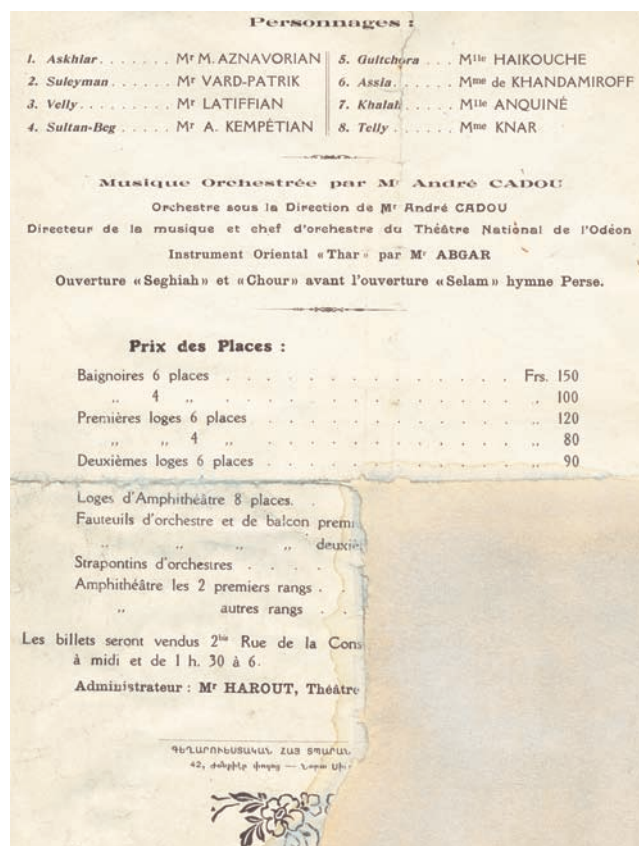 Personnages :
1. Askhiar . . . . . . . Mr M. AZNAVORIAN
2. Suleyman . . . . . Mr VARD-PATRIK
3. Velly . . . . . . . . . Mr LATIFFIAN
4. Sultan-Beg . . . . . Mr A. KEMPÉTIAN
5. Gultchora . . . Mlle HAIKOUCHE
6. Assia . . . . . . Mme de KHANDAMIROFF
7. Khalah . . . . . Mlle ANQUINÉ
8. Telly . . . . . . Mme KNAR
Musique Orchestrée par Mr André CADOU
Orchestre sous la Direction de Mr André CADOU
Directeur de la musique et chef d'orchestre du Théâtre National de l'Odéon
Instrument Oriental «Thar» par Mr ABGAR
Ouverture «Seghiah» et «Chour» avant l'ouverture «Selam» hymne Perse.
Prix des Places :
Baignoires 6 places . . . . . . . . . . . . . . Frs. 150
„ 4 „ . . . . . . . . . . . . . . „ 100
Premières loges 6 places . . . . . . . . . . . . . „ 120
„ „ 4 „ . . . . . . . . . . . . . „ 80
Deuxièmes loges 6 places . . . . . . . . . . . . . „ 90
Loges d'Amphithéâtre 8 places. .
Fauteuils d'orchestre et de balcon premi
„ „ „ „ deuxiè
Strapontins d'orchestres . . . .
Amphithéâtre les 2 premiers rangs . .
„ autres rangs . .
Les billets seront vendus 2bis Rue de la Cons
à midi et de 1 h. 30 à 6.
Administrateur : Mr HAROUT, Théâtre
ԳԵՂԱՐՈՒԵՍՏԱԿԱՆ ՀԱՅ ՏՊԱՐԱՆ
42,